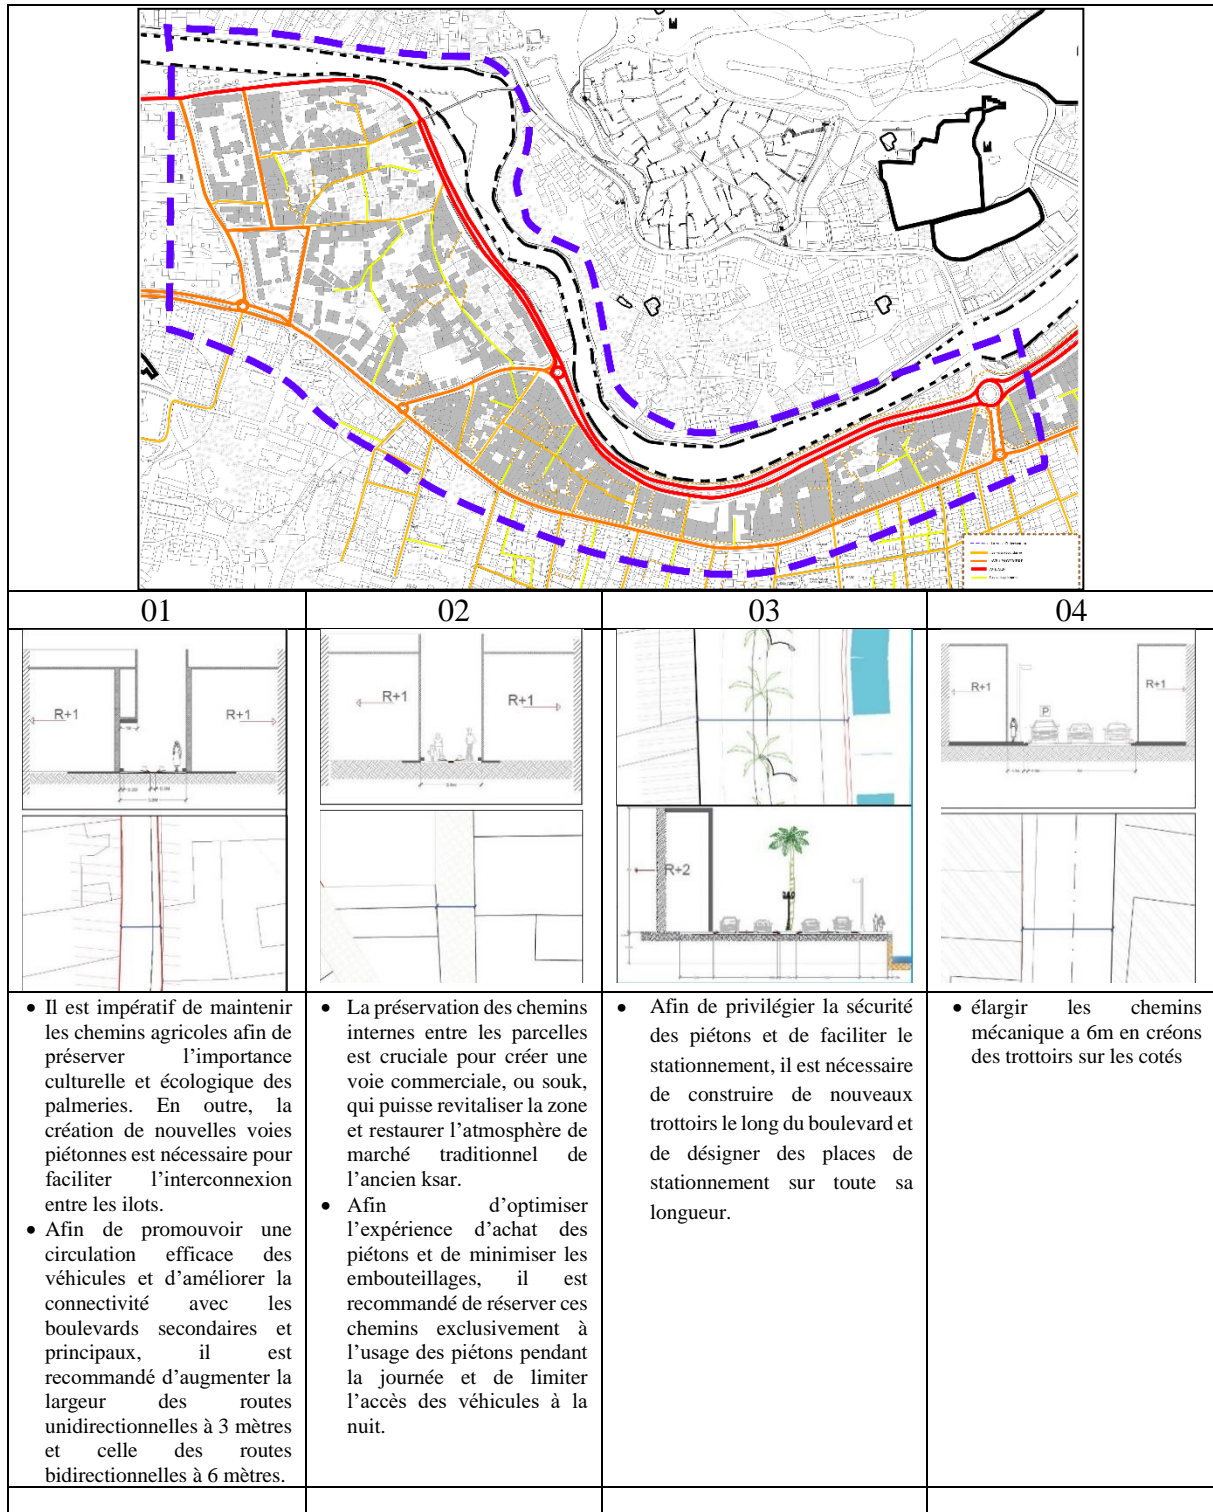 01
02
03
04
R+1
R+1
R+1
R+1
R+2
R+1
P
R+1
• Il est impératif de maintenir
les chemins agricoles afin de
préserver l’importance
culturelle et écologique des
palmeries. En outre, la
création de nouvelles voies
piétonnes est nécessaire pour
faciliter l’interconnexion
entre les ilots.
• Afin de promouvoir une
circulation efficace des
véhicules et d’améliorer la
connectivité avec les
boulevards secondaires et
principaux, il est
recommandé d’augmenter la
largeur des routes
unidirectionnelles à 3 mètres
et celle des routes
bidirectionnelles à 6 mètres.
• La préservation des chemins
internes entre les parcelles
est cruciale pour créer une
voie commerciale, ou souk,
qui puisse revitaliser la zone
et restaurer l’atmosphère de
marché traditionnel de
l’ancien ksar.
• Afin d’optimiser
l’expérience d’achat des
piétons et de minimiser les
embouteillages, il est
recommandé de réserver ces
chemins exclusivement à
l’usage des piétons pendant
la journée et de limiter
l’accès des véhicules à la
nuit.
• Afin de privilégier la sécurité
des piétons et de faciliter le
stationnement, il est nécessaire
de construire de nouveaux
trottoirs le long du boulevard et
de désigner des places de
stationnement sur toute sa
longueur.
• élargir les chemins
mécanique a 6m en créons
des trottoirs sur les cotés